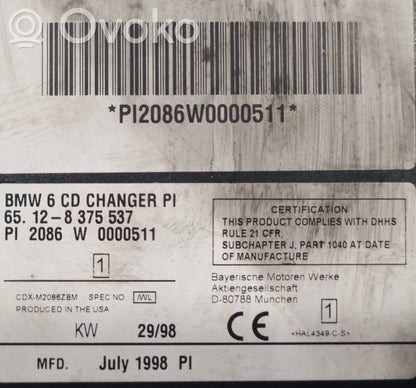 OVOKO
*PI2086W0000511*
BMW 6 CD CHANGER PI
65. 12-8 375 537
PI 2086 W 0000511
1
CDX-M2086ZBM SPEC NO /WL
PRODUCED IN THE USA
KW 29/98
CERTIFICATION
THIS PRODUCT COMPLIES WITH DHHS
RULE 21 CFR,
SUBCHAPTER J, PART 1040 AT DATE
OF MANUFACTURE
Bayerische Motoren Werke
Aktiengesellschaft
D-80788 Munchen
1
CE
<HAL4349-C-S>
MFD. July 1998 PI